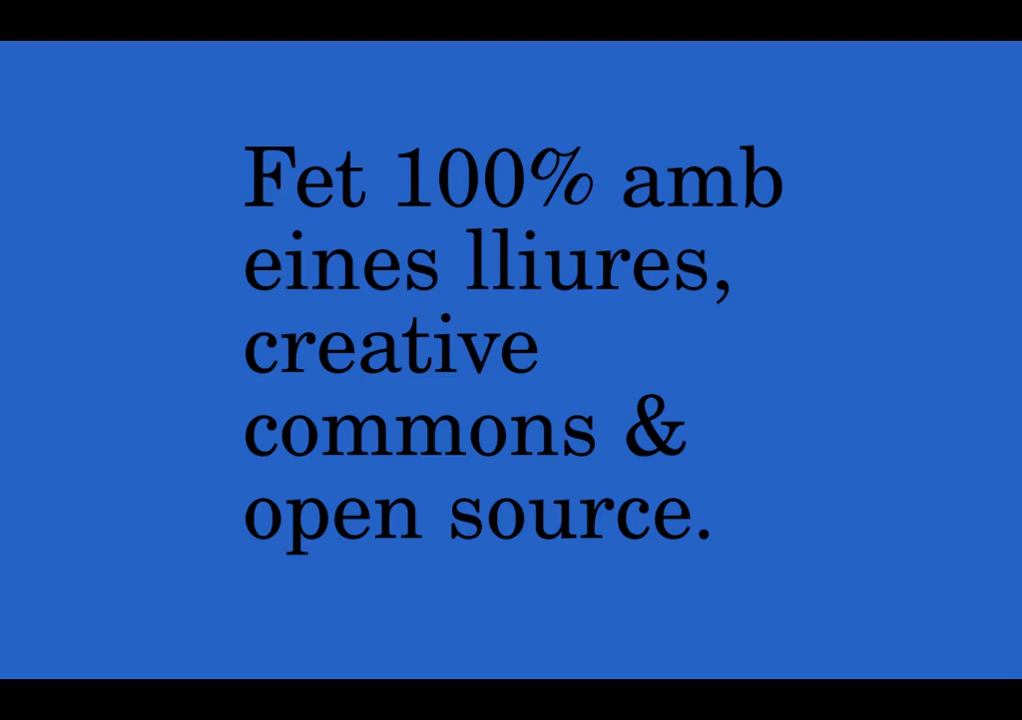 Fet 100% amb
eines lliures,
creative
commons &
open source.